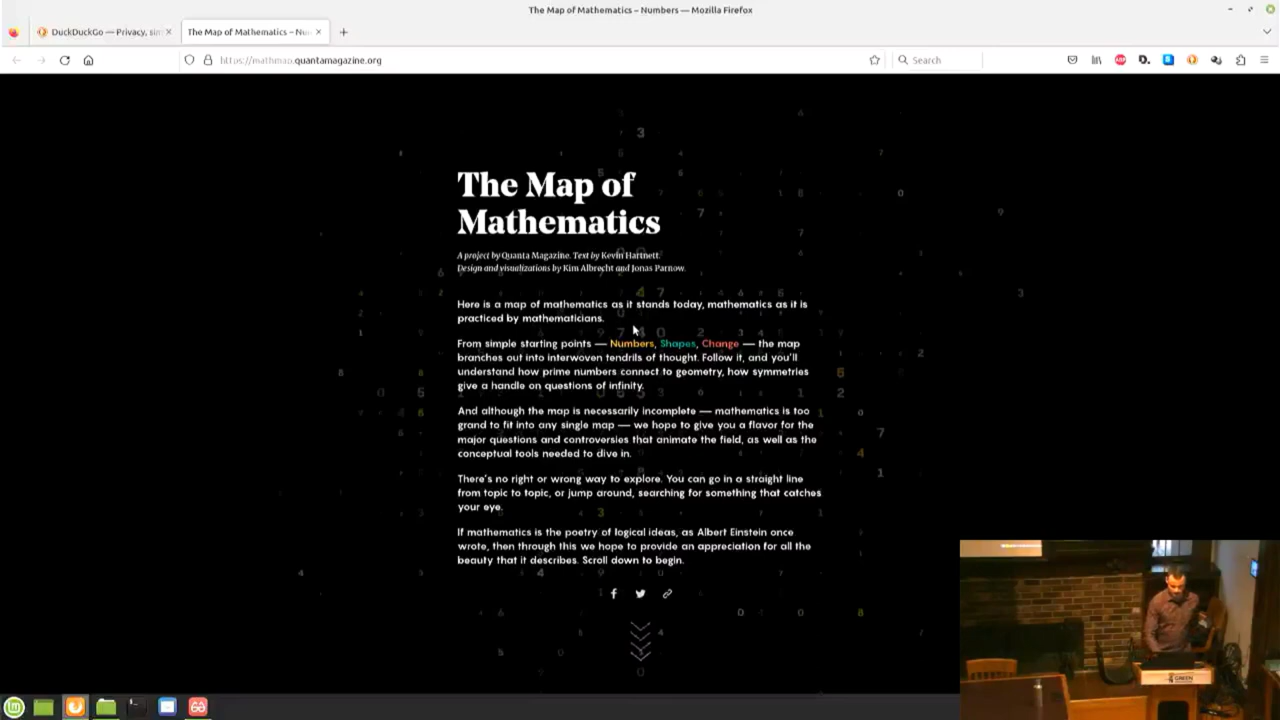 The Map of Mathematics – Numbers — Mozilla Firefox
DuckDuckGo — Privacy, sim
The Map of Mathematics – Nu
https://mathmap.quantamagazine.org
Search
The Map of
Mathematics
A project by Quanta Magazine. Text by Kevin Hartnett.
Design and visualizations by Kim Albrecht and Jonas Parnow.
Here is a map of mathematics as it stands today, mathematics as it is
practiced by mathematicians.
From simple starting points — Numbers, Shapes, Change — the map
branches out into interwoven tendrils of thought. Follow it, and you'll
understand how prime numbers connect to geometry, how symmetries
give a handle on questions of infinity.
And although the map is necessarily incomplete — mathematics is too
grand to fit into any single map — we hope to give you a flavor for the
major questions and controversies that animate the field, as well as the
conceptual tools needed to dive in.
There's no right or wrong way to explore. You can go in a straight line
from topic to topic, or jump around, searching for something that catches
your eye.
If mathematics is the poetry of logical ideas, as Albert Einstein once
wrote, then through this we hope to provide an appreciation for all the
beauty that it describes. Scroll down to begin.
GREEN